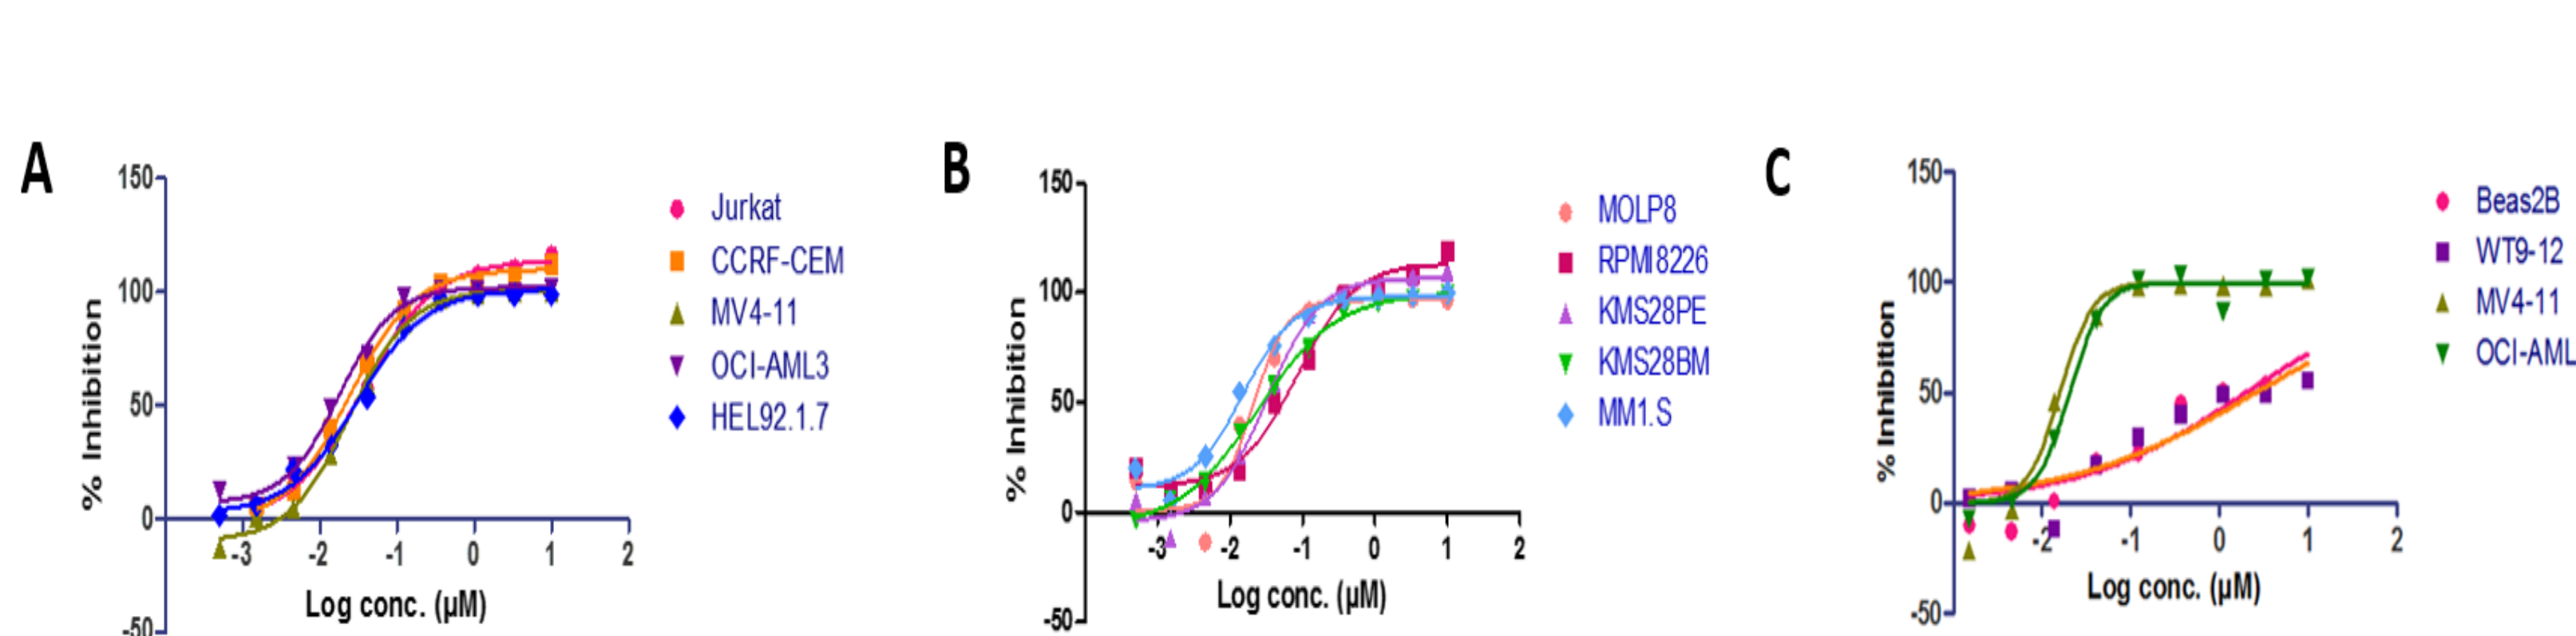 A
150
100
50
0
-50
% Inhibition
-3 -2 -1 0 1 2
Log conc. (µM)
Jurkat
CCRF-CEM
MV4-11
OCI-AML3
HEL92.1.7
B
150
100
50
0
-50
% Inhibition
-3 -2 -1 0 1 2
Log conc. (µM)
MOLP8
RPMI8226
KMS28PE
KMS28BM
MM1.S
C
150
100
50
0
-50
% Inhibition
-2 -1 0 1 2
Log conc. (µM)
Beas2B
WT9-12
MV4-11
OCI-AML